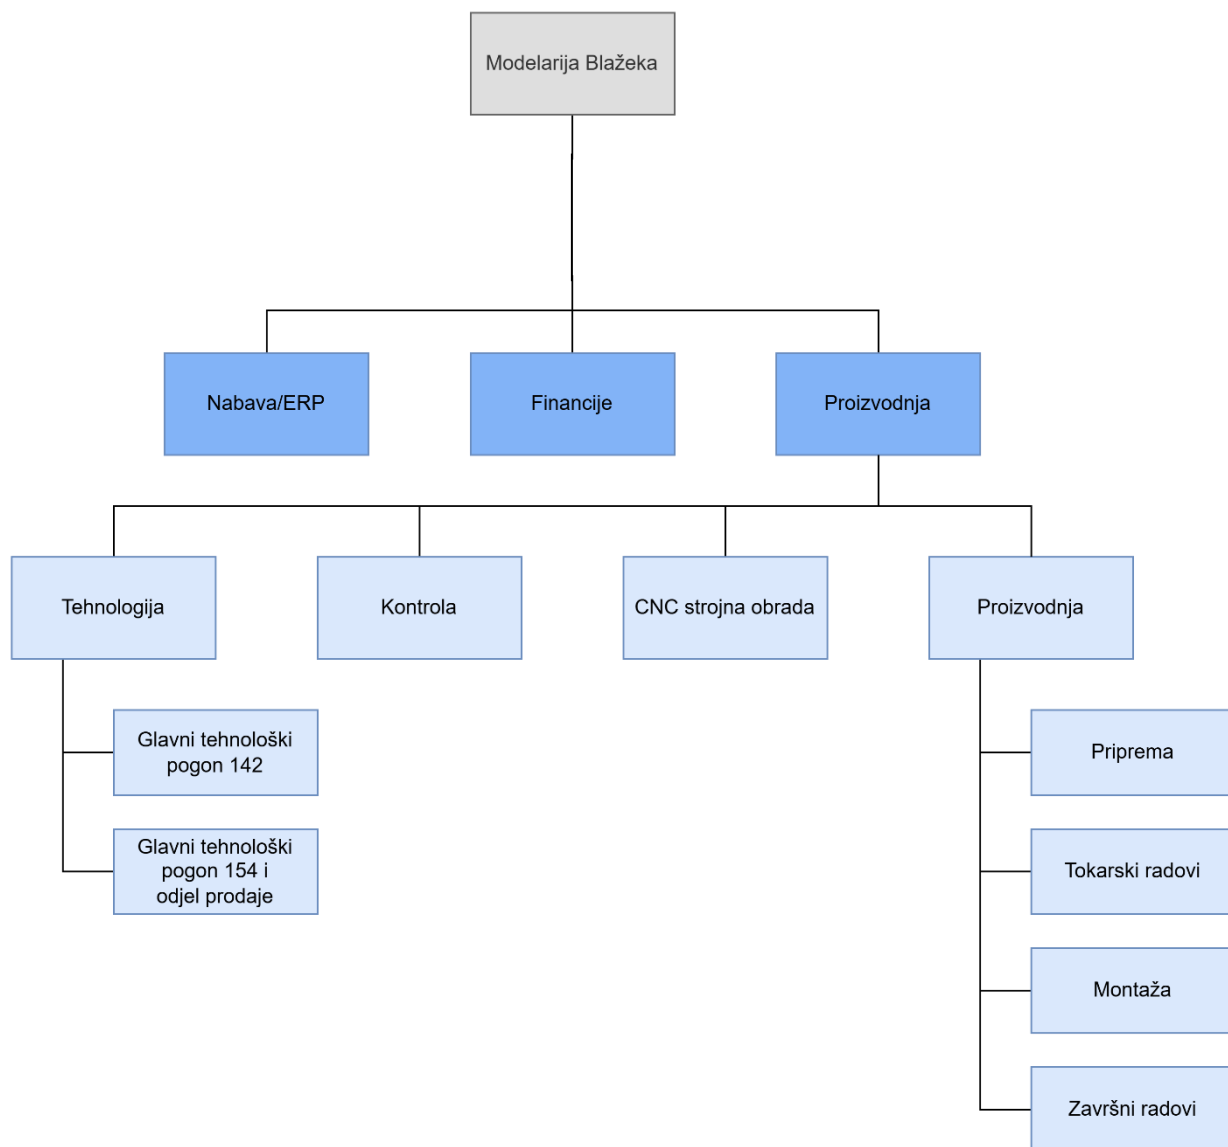 Modelarija Blažeka
Nabava/ERP
Financije
Proizvodnja
Tehnologija
Kontrola
CNC strojna obrada
Proizvodnja
Glavni tehnološki
pogon 142
Glavni tehnološki
pogon 154 i
odjel prodaje
Priprema
Tokarski radovi
Montaža
Završni radovi